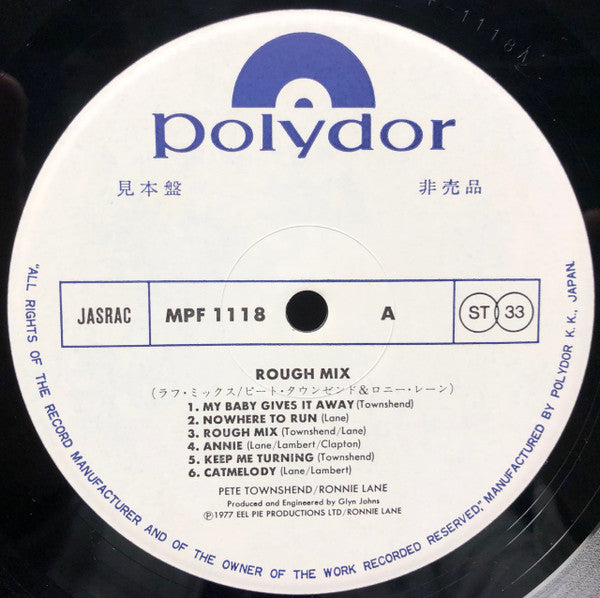 -1118A
polydor
見本盤
非売品
JASRAC
MPF 1118
A
ST 33
ROUGH MIX
(ラフ・ミックス/ピート・タウンゼンド&ロニー・レーン)
1. MY BABY GIVES IT AWAY (Townshend)
2. NOWHERE TO RUN (Lane)
3. ROUGH MIX (Townshend/Lane)
4. ANNIE (Lane/Lambert/Clapton)
5. KEEP ME TURNING (Townshend)
6. CATMELODY (Lane/Lambert)
PETE TOWNSHEND/RONNIE LANE
Produced and Engineered by Glyn Johns
℗1977 EEL PIE PRODUCTIONS LTD/RONNIE LANE
"ALL RIGHTS OF THE RECORD MANUFACTURER AND OF THE OWNER OF THE WORK RECORDED RESERVED," MANUFACTURED BY POLYDOR K.K., JAPAN.